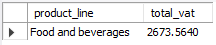 product_line total_vat
Food and beverages 2673.5640